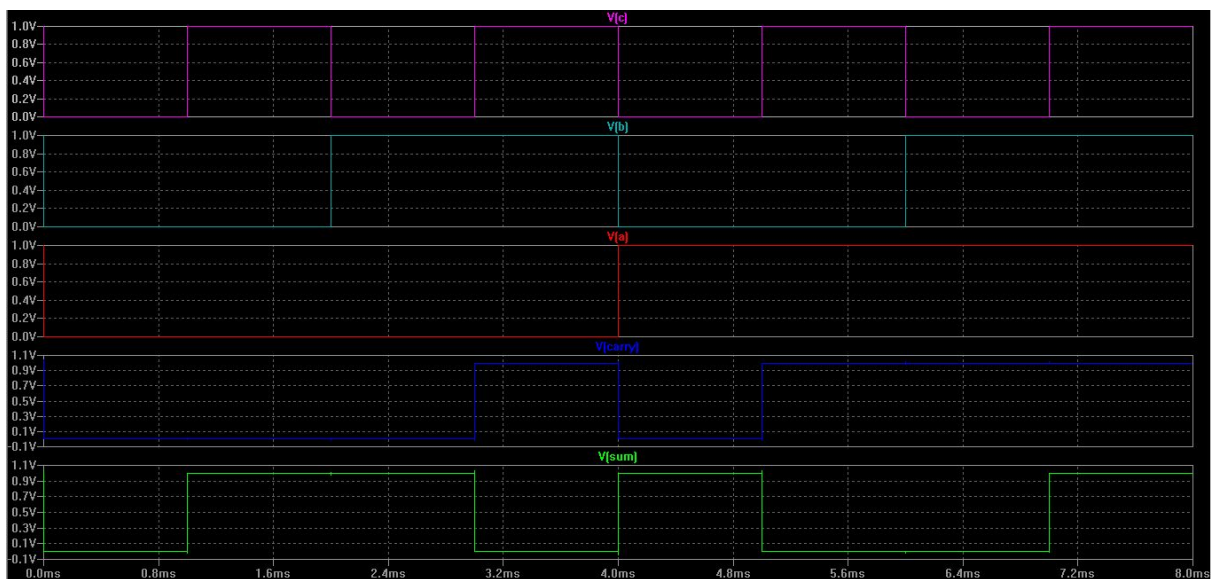 V(c)
1.0V
0.8V
0.6V
0.4V
0.2V
0.0V
V(b)
1.0V
0.8V
0.6V
0.4V
0.2V
0.0V
V(a)
1.0V
0.8V
0.6V
0.4V
0.2V
0.0V
V(carry)
1.1V
0.9V
0.7V
0.5V
0.3V
0.1V
-0.1V
V(sum)
1.1V
0.9V
0.7V
0.5V
0.3V
0.1V
-0.1V
0.0ms 0.8ms 1.6ms 2.4ms 3.2ms 4.0ms 4.8ms 5.6ms 6.4ms 7.2ms 8.0ms